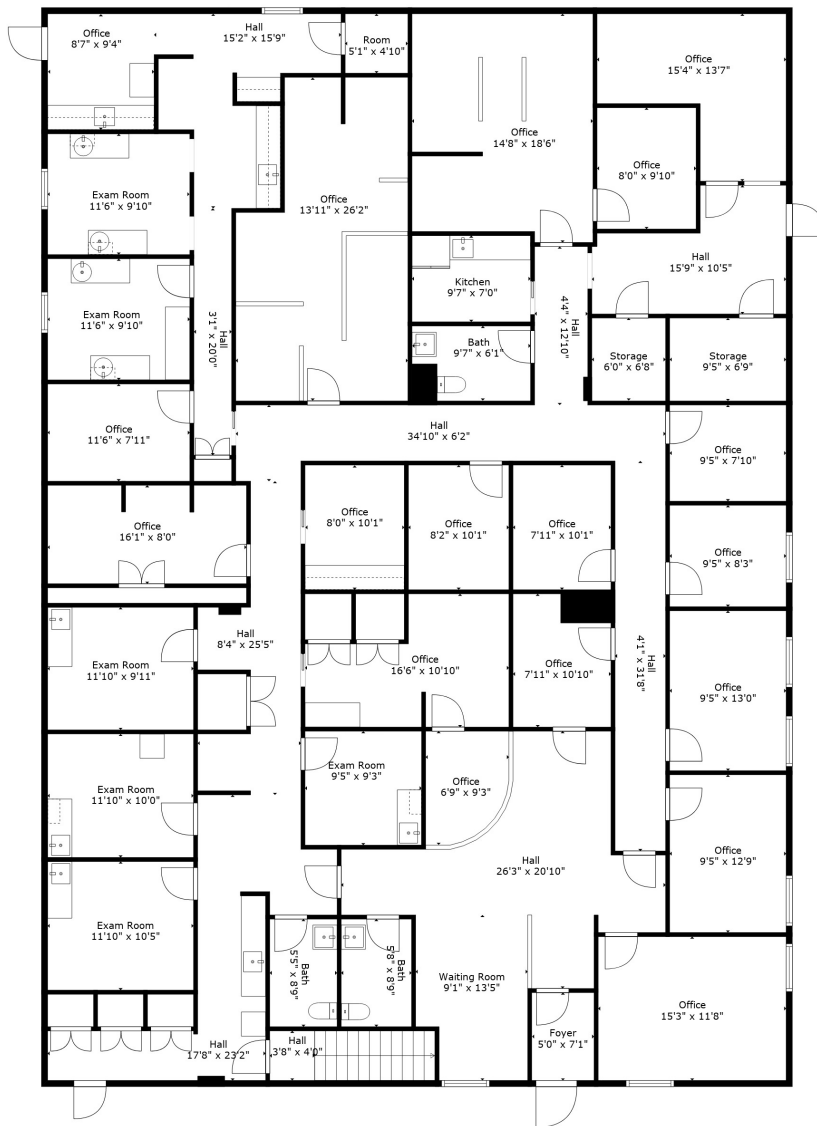 Office
8'7" x 9'4"
Hall
15'2" x 15'9"
Room
5'1" x 4'10"
Office
14'8" x 18'6"
Office
15'4" x 13'7"
Office
8'0" x 9'10"
Exam Room
11'6" x 9'10"
Office
13'11" x 26'2"
Hall
15'9" x 10'5"
Kitchen
9'7" x 7'0"
Hall
4'4" x 12'10"
Exam Room
11'6" x 9'10"
Hall
3'1" x 20'0"
Bath
9'7" x 6'1"
Storage
6'0" x 6'8"
Storage
9'5" x 6'9"
Office
11'6" x 7'11"
Hall
34'10" x 6'2"
Office
9'5" x 7'10"
Office
16'1" x 8'0"
Office
8'0" x 10'1"
Office
8'2" x 10'1"
Office
7'11" x 10'1"
Office
9'5" x 8'3"
Exam Room
11'10" x 9'11"
Hall
8'4" x 25'5"
Office
16'6" x 10'10"
Office
7'11" x 10'10"
Hall
4'1" x 31'8"
Office
9'5" x 13'0"
Exam Room
11'10" x 10'0"
Exam Room
9'5" x 9'3"
Office
6'9" x 9'3"
Hall
26'3" x 20'10"
Office
9'5" x 12'9"
Exam Room
11'10" x 10'5"
Bath
5'5" x 8'9"
Bath
5'8" x 8'9"
Waiting Room
9'1" x 13'5"
Office
15'3" x 11'8"
Hall
17'8" x 23'2"
Hall
3'8" x 4'0"
Foyer
5'0" x 7'1"